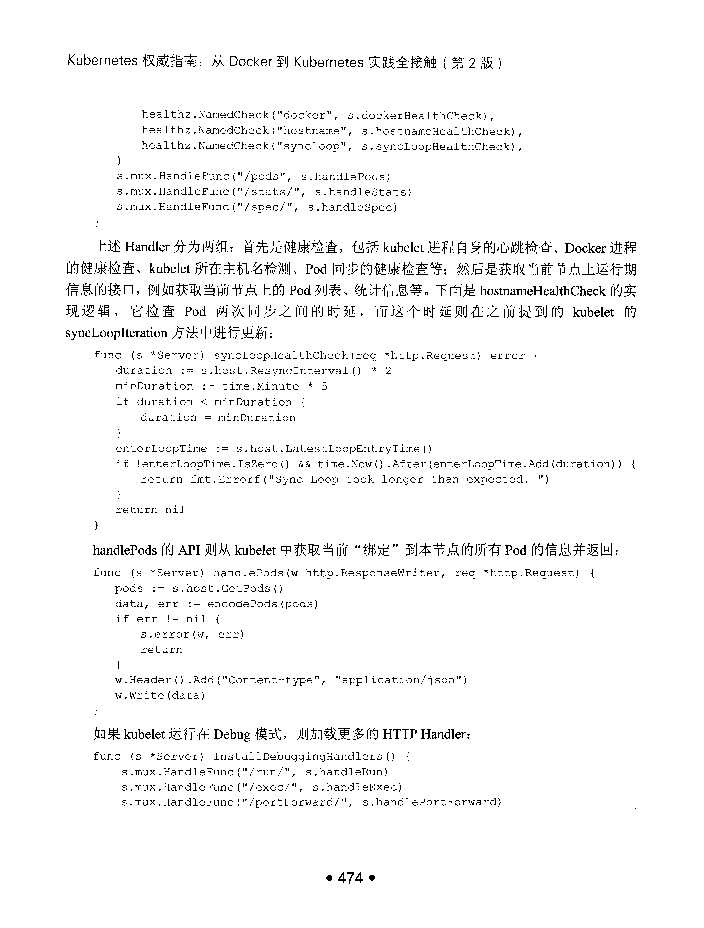 Kubernetes 权威指南：从 Docker 到 Kubernetes 实践全接触（第 2 版）
healthz.NamedCheck("docker", s.dockerHealthCheck),
healthz.NamedCheck("hostname", s.hostnameHealthCheck),
healthz.NamedCheck("syncloop", s.syncLoopHealthCheck),
)
s.mux.HandleFunc("/pods", s.handlePods)
s.mux.HandleFunc("/stats/", s.handleStats)
s.mux.HandleFunc("/spec/", s.handleSpec)
}
上述 Handler 分为两组：首先是健康检查，包括 kubelet 进程自身的心跳检查、Docker 进程
的健康检查、kubelet 所在主机名检测、Pod 同步的健康检查等；然后是获取当前节点上运行期
信息的接口，例如获取当前节点上的 Pod 列表、统计信息等。下面是 hostnameHealthCheck 的实
现逻辑，它检查 Pod 两次同步之间的时延，而这个时延则在之前提到的 kubelet 的
syncLoopIteration 方法中进行更新：
func (s *Server) syncLoopHealthCheck(req *http.Request) error {
duration := s.host.ResyncInterval() * 2
minDuration := time.Minute * 5
if duration < minDuration {
duration = minDuration
}
enterLoopTime := s.host.LatestLoopEntryTime()
if !enterLoopTime.IsZero() && time.Now().After(enterLoopTime.Add(duration)) {
return fmt.Errorf("Sync Loop took longer than expected. ")
}
return nil
}
handlePods 的 API 则从 kubelet 中获取当前“绑定”到本节点的所有 Pod 的信息并返回：
func (s *Server) handlePods(w http.ResponseWriter, req *http.Request) {
pods := s.host.GetPods()
data, err := encodePods(pods)
if err != nil {
s.error(w, err)
return
}
w.Header().Add("Content-type", "application/json")
w.Write(data)
}
如果 kubelet 运行在 Debug 模式，则加载更多的 HTTP Handler：
func (s *Server) InstallDebuggingHandlers() {
s.mux.HandleFunc("/run/", s.handleRun)
s.mux.HandleFunc("/exec/", s.handleExec)
s.mux.HandleFunc("/portForward/", s.handlePortForward)
• 474 •